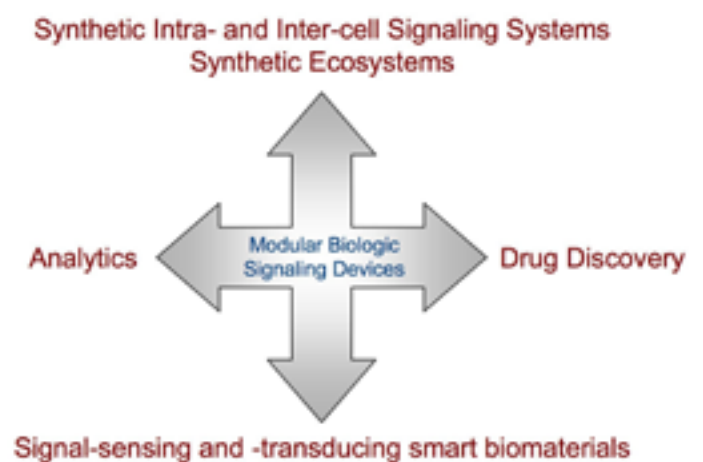 Synthetic Intra- and Inter-cell Signaling Systems
Synthetic Ecosystems
Analytics
Modular Biologic
Signaling Devices
Drug Discovery
Signal-sensing and -transducing smart biomaterials